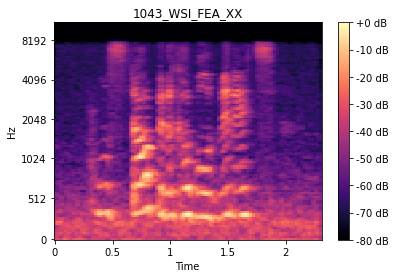 1043_WSI_FEA_XX
8192
4096
2048
1024
512
0
Hz
0
0.5
1
1.5
2
Time
+0 dB
-10 dB
-20 dB
-30 dB
-40 dB
-50 dB
-60 dB
-70 dB
-80 dB